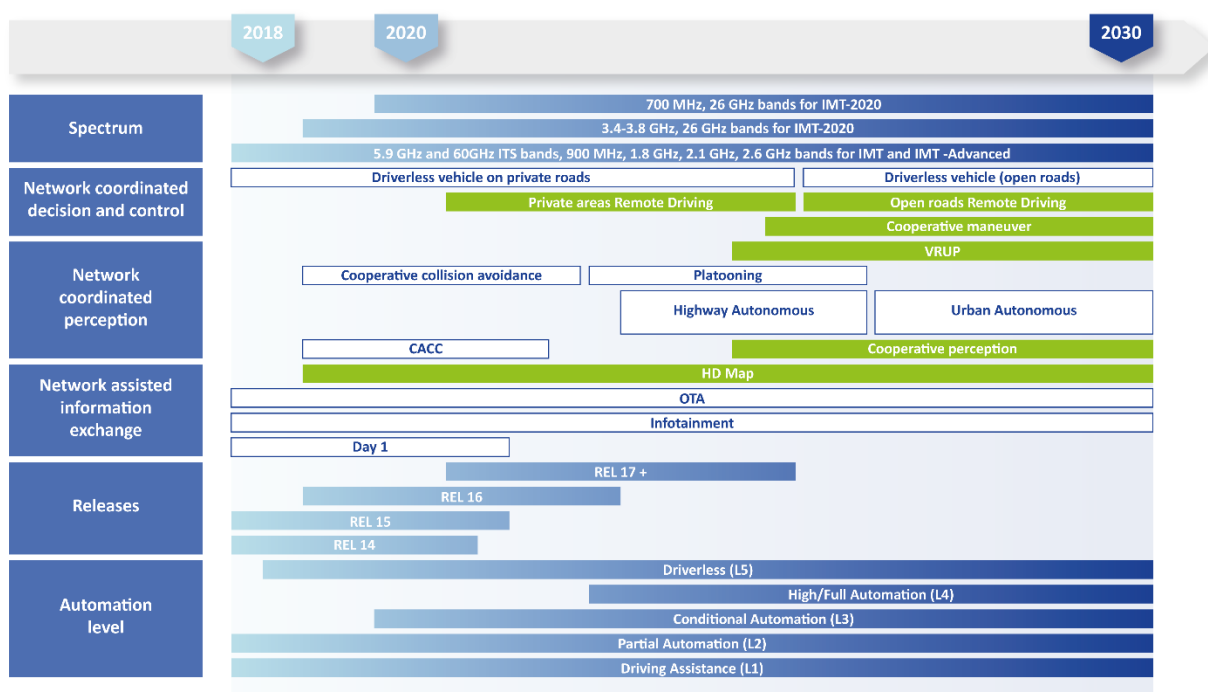 2018
2020
2030
Spectrum
700 MHz, 26 GHz bands for IMT-2020
3.4-3.8 GHz, 26 GHz bands for IMT-2020
5.9 GHz and 60GHz ITS bands, 900 MHz, 1.8 GHz, 2.1 GHz, 2.6 GHz bands for IMT and IMT -Advanced
Network coordinated
decision and control
Driverless vehicle on private roads
Driverless vehicle (open roads)
Private areas Remote Driving
Open roads Remote Driving
Cooperative maneuver
Network
coordinated
perception
VRUP
Cooperative collision avoidance
Platooning
Highway Autonomous
Urban Autonomous
CACC
Cooperative perception
Network assisted
information
exchange
HD Map
OTA
Infotainment
Day 1
Releases
REL 17 +
REL 16
REL 15
REL 14
Automation
level
Driverless (L5)
High/Full Automation (L4)
Conditional Automation (L3)
Partial Automation (L2)
Driving Assistance (L1)